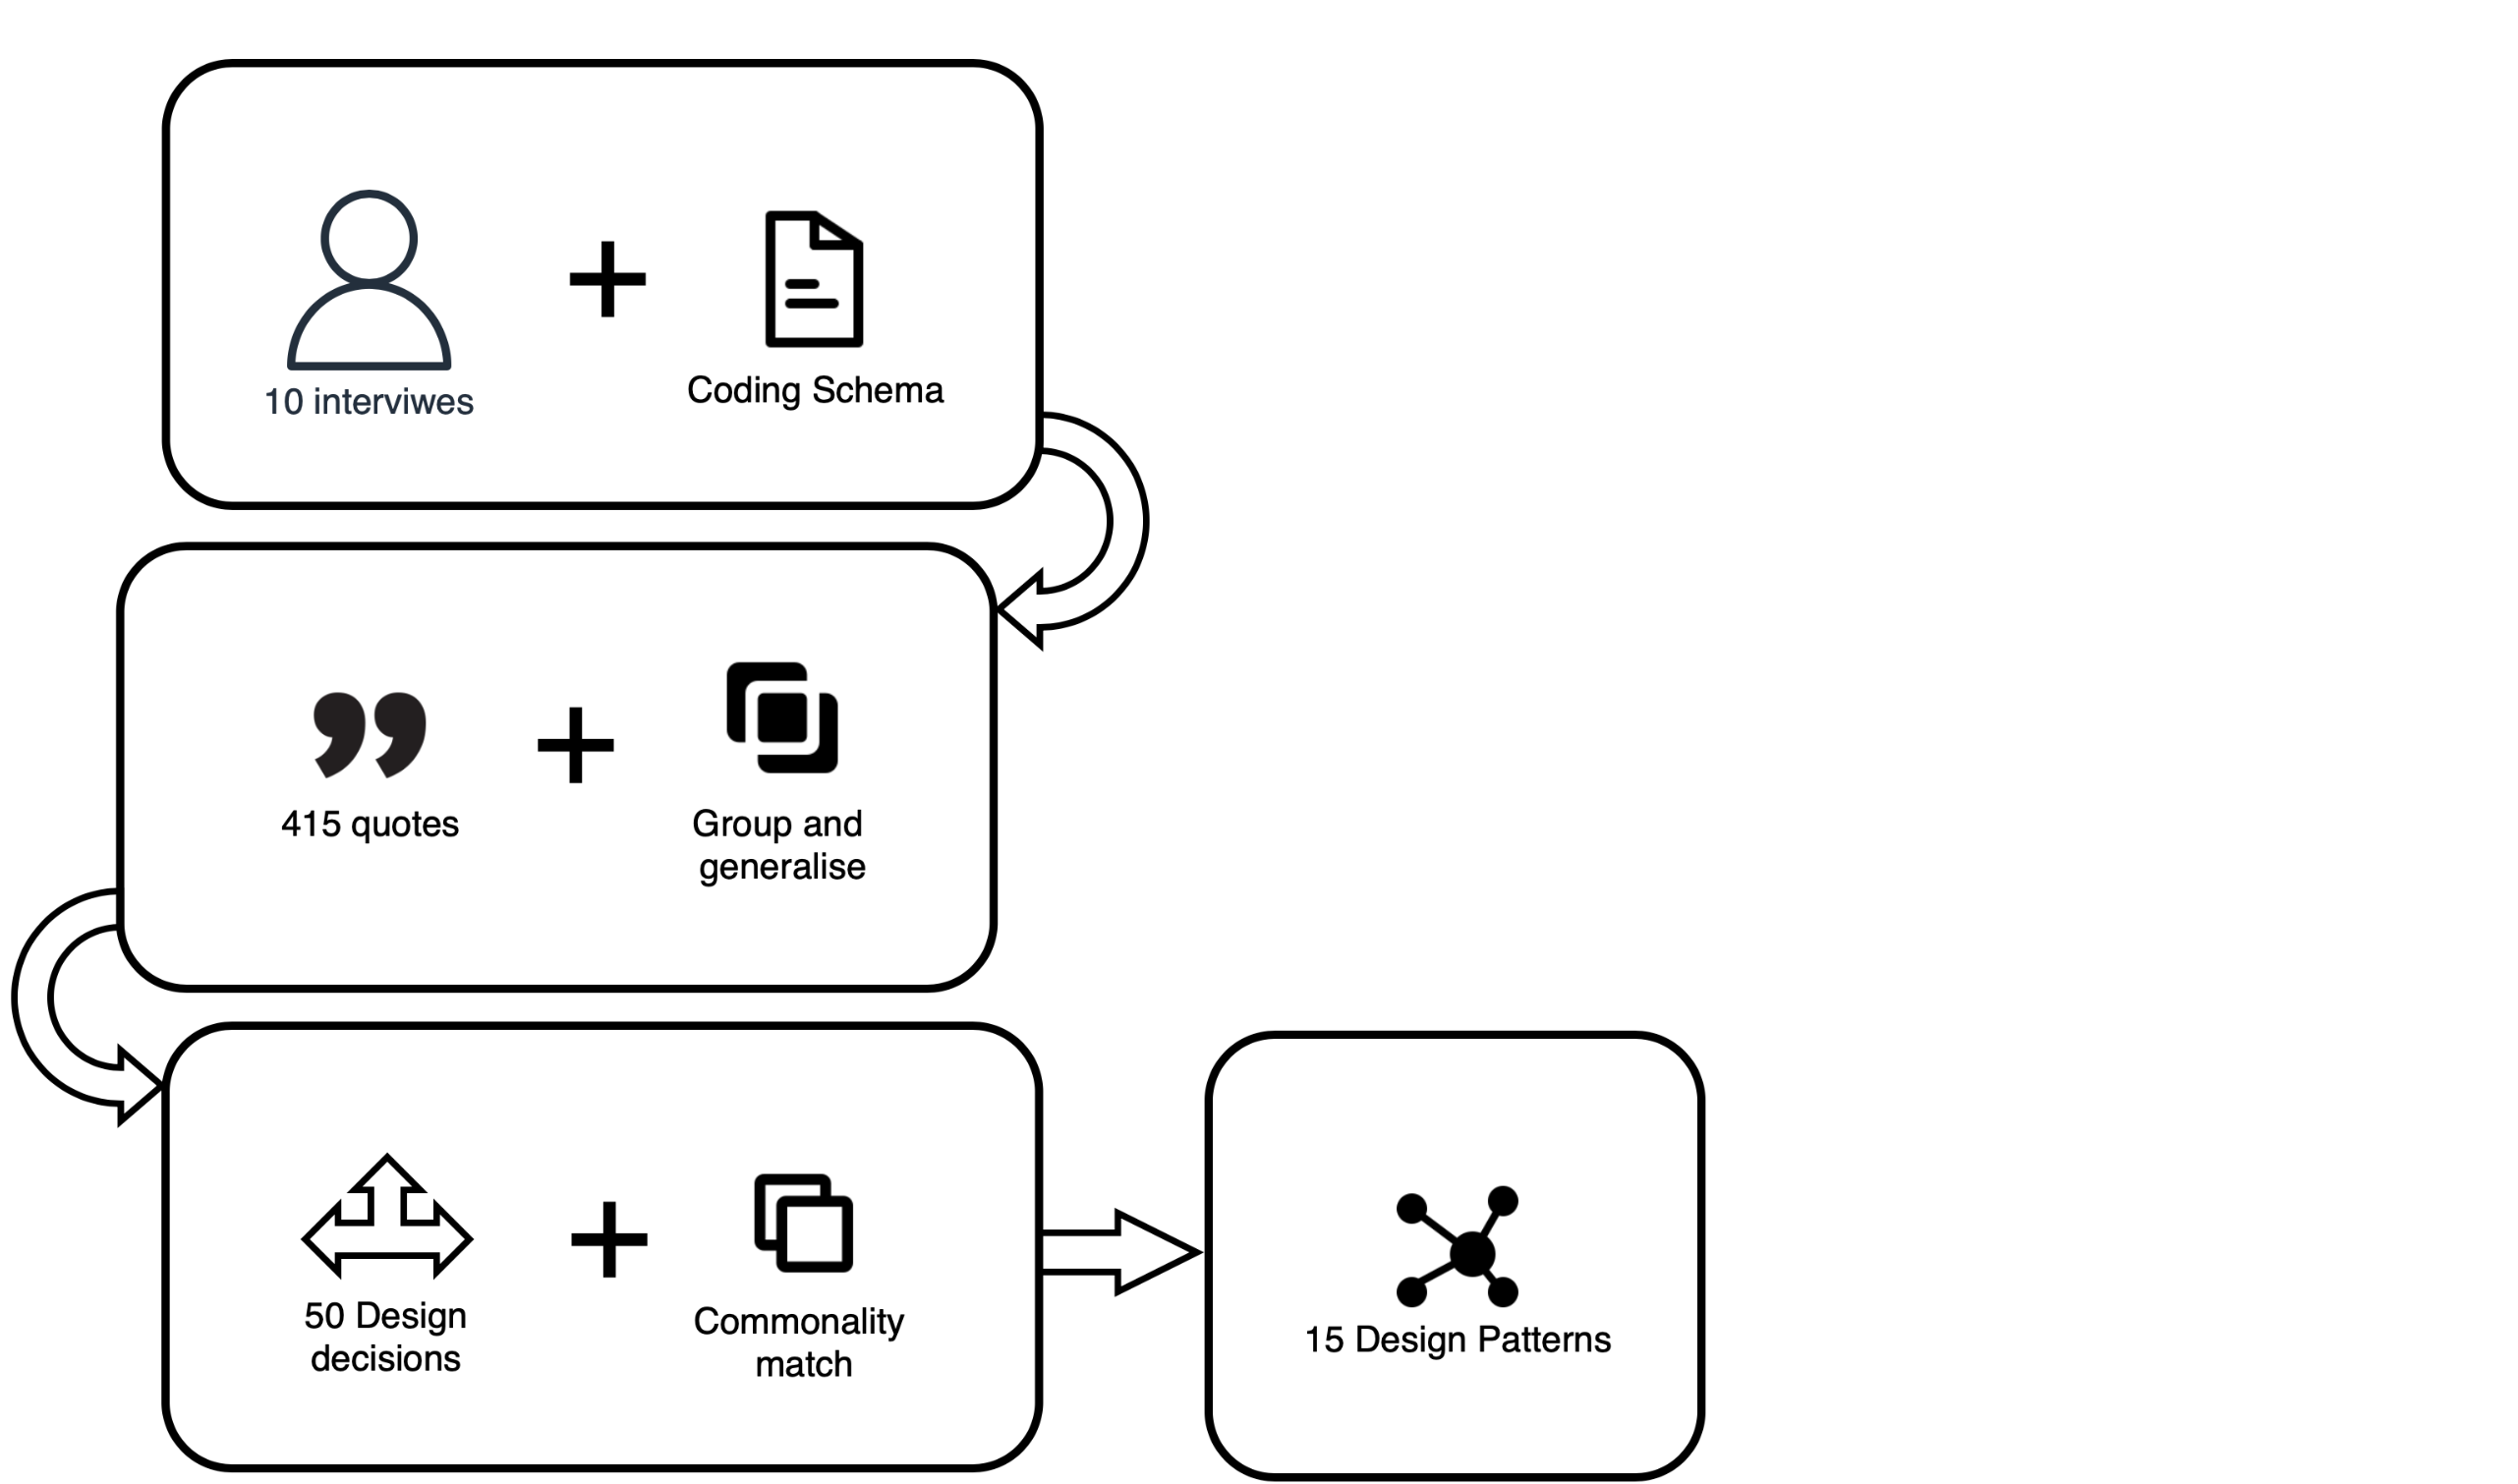 10 interviwes
Coding Schema
415 quotes
Group and
generalise
50 Design
decisions
Commonality
match
15 Design Patterns